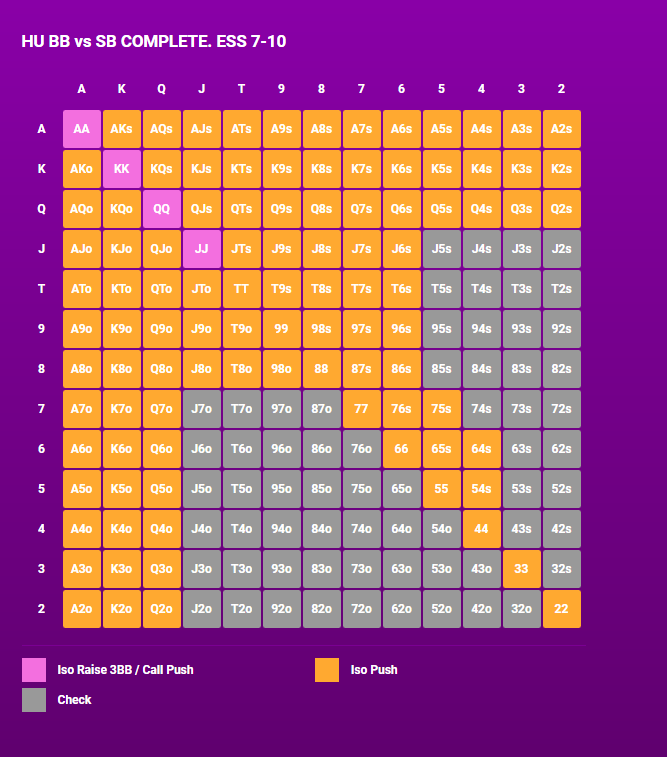 HU BB vs SB COMPLETE. ESS 7-10
A K Q J T 9 8 7 6 5 4 3 2
A AA AKs AQs AJs ATs A9s A8s A7s A6s A5s A4s A3s A2s
K AKo KK KQs KJs KTs K9s K8s K7s K6s K5s K4s K3s K2s
Q AQo KQo QQ QJs QTs Q9s Q8s Q7s Q6s Q5s Q4s Q3s Q2s
J AJo KJo QJo JJ JTs J9s J8s J7s J6s J5s J4s J3s J2s
T ATo KTo QTo JTo TT T9s T8s T7s T6s T5s T4s T3s T2s
9 A9o K9o Q9o J9o T9o 99 98s 97s 96s 95s 94s 93s 92s
8 A8o K8o Q8o J8o T8o 98o 88 87s 86s 85s 84s 83s 82s
7 A7o K7o Q7o J7o T7o 97o 87o 77 76s 75s 74s 73s 72s
6 A6o K6o Q6o J6o T6o 96o 86o 76o 66 65s 64s 63s 62s
5 A5o K5o Q5o J5o T5o 95o 85o 75o 65o 55 54s 53s 52s
4 A4o K4o Q4o J4o T4o 94o 84o 74o 64o 54o 44 43s 42s
3 A3o K3o Q3o J3o T3o 93o 83o 73o 63o 53o 43o 33 32s
2 A2o K2o Q2o J2o T2o 92o 82o 72o 62o 52o 42o 32o 22
Iso Raise 3BB / Call Push Iso Push
Check